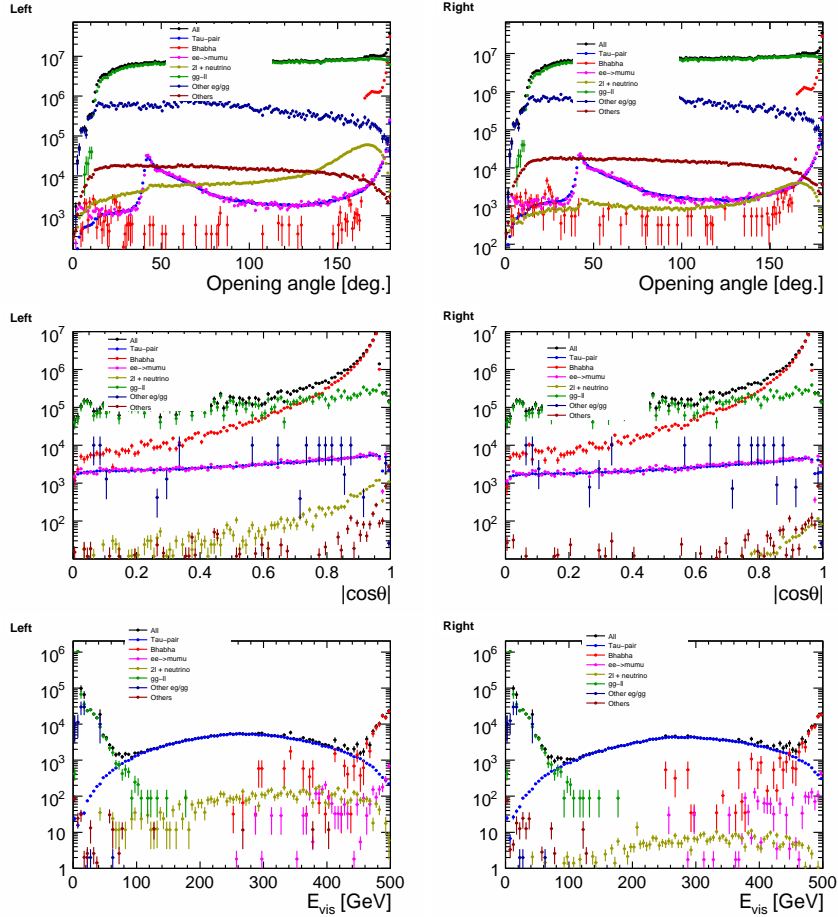 Left
All
Tau-pair
Bhabha
ee->mumu
2l + neutrino
gg-ll
Other eg/gg
Others
10^7
10^6
10^5
10^4
10^3
0 50 100 150
Opening angle [deg.]
Right
All
Tau-pair
Bhabha
ee->mumu
2l + neutrino
gg-ll
Other eg/gg
Others
10^7
10^6
10^5
10^4
10^3
10^2
0 50 100 150
Opening angle [deg.]
Left
All
Tau-pair
Bhabha
ee->mumu
2l + neutrino
gg-ll
Other eg/gg
Others
10^7
10^6
10^5
10^4
10^3
10^2
0 0.2 0.4 0.6 0.8 1
|cosθ|
Right
All
Tau-pair
Bhabha
ee->mumu
2l + neutrino
gg-ll
Other eg/gg
Others
10^7
10^6
10^5
10^4
10^3
10^2
0 0.2 0.4 0.6 0.8 1
|cosθ|
Left
All
Tau-pair
Bhabha
ee->mumu
2l + neutrino
gg-ll
Other eg/gg
Others
10^6
10^5
10^4
10^3
10^2
10
1
0 100 200 300 400 500
E_vis [GeV]
Right
All
Tau-pair
Bhabha
ee->mumu
2l + neutrino
gg-ll
Other eg/gg
Others
10^6
10^5
10^4
10^3
10^2
10
1
0 100 200 300 400 500
E_vis [GeV]